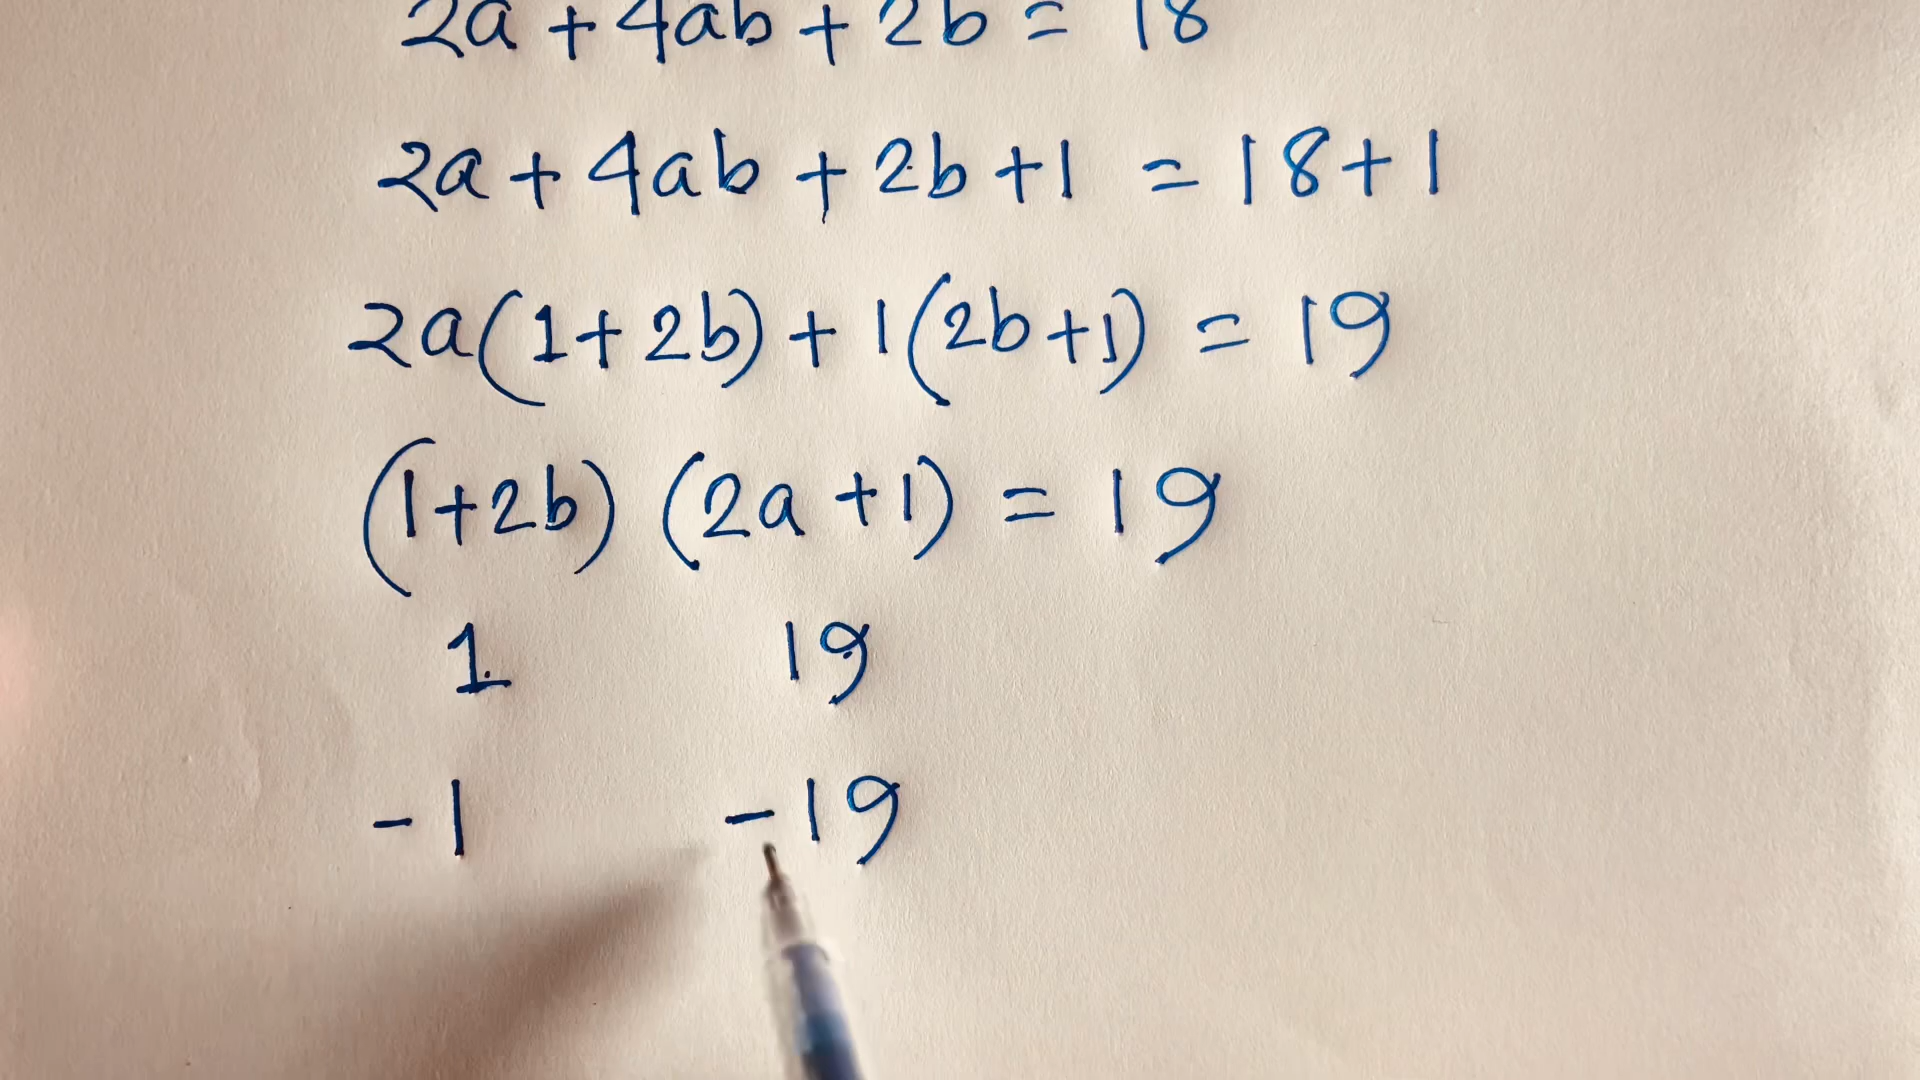 2a + 4ab + 2b = 18
2a + 4ab + 2b + 1 = 18 + 1
2a(1 + 2b) + 1(2b + 1) = 19
(1 + 2b) (2a + 1) = 19
1 19
-1 -19